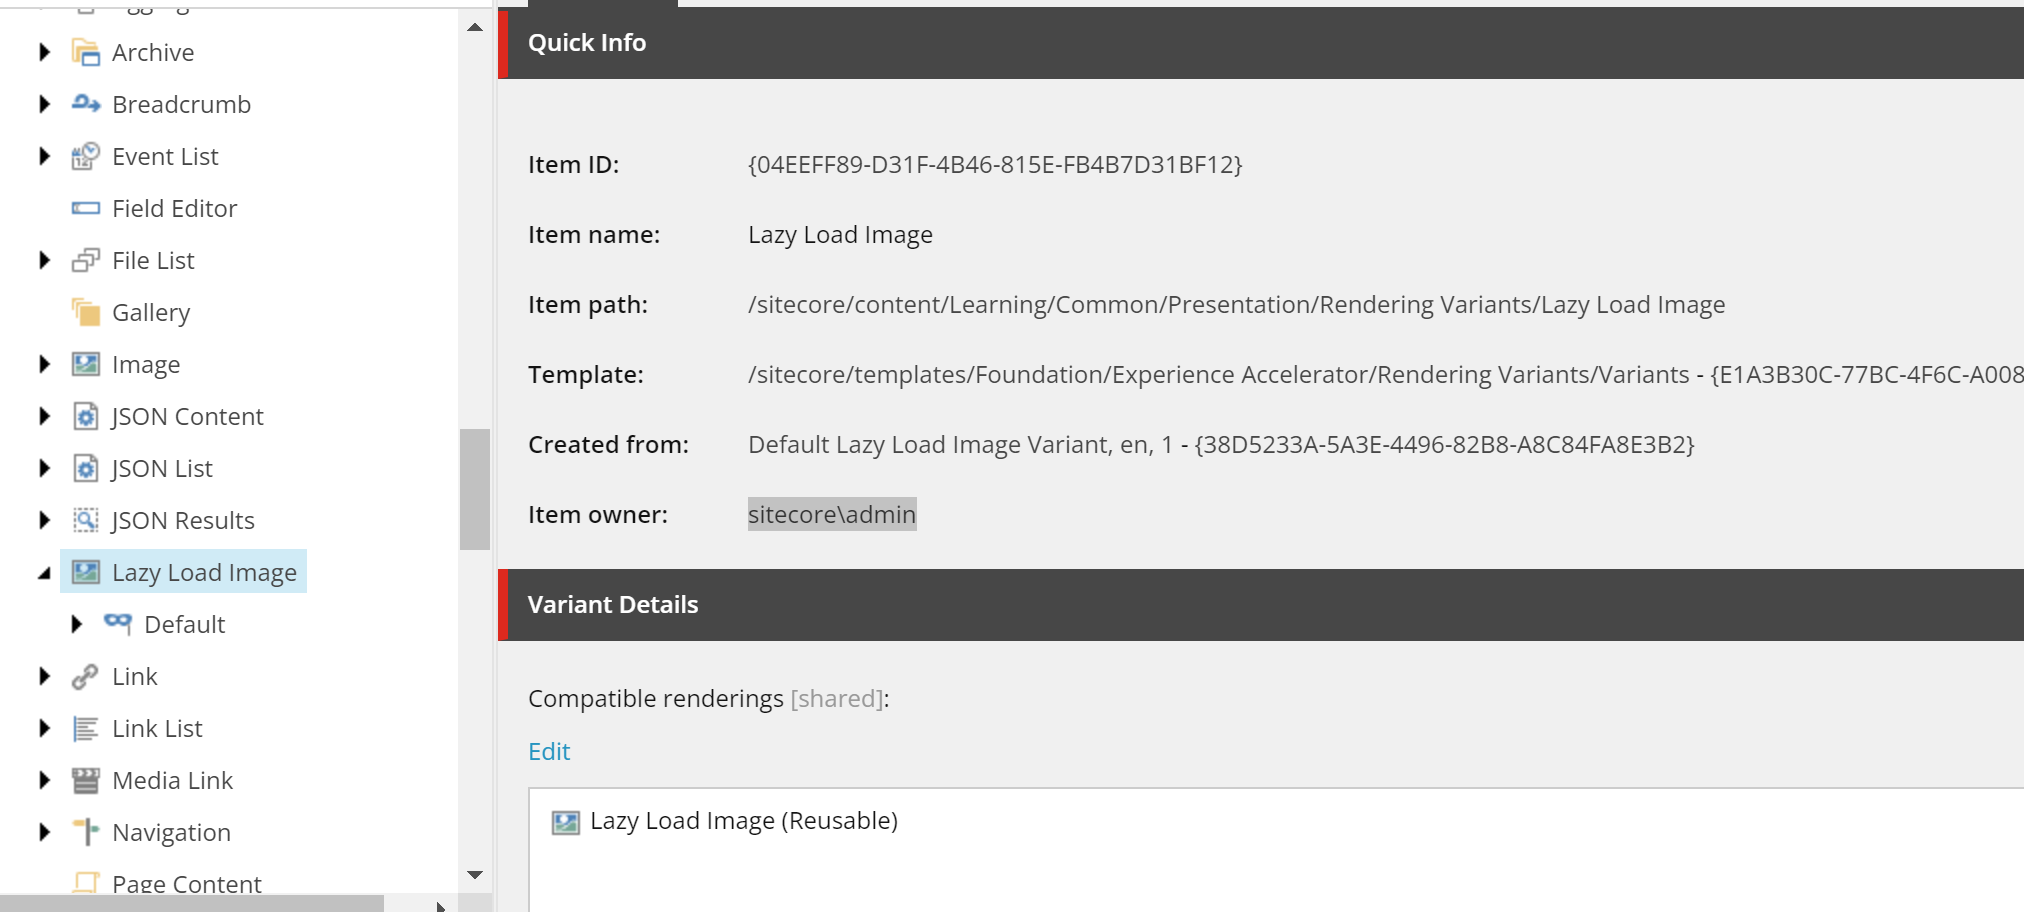 Archive
Breadcrumb
Event List
Field Editor
File List
Gallery
Image
JSON Content
JSON List
JSON Results
Lazy Load Image
Default
Link
Link List
Media Link
Navigation
Page Content
Quick Info
Item ID: {04EEFF89-D31F-4B46-815E-FB4B7D31BF12}
Item name: Lazy Load Image
Item path: /sitecore/content/Learning/Common/Presentation/Rendering Variants/Lazy Load Image
Template: /sitecore/templates/Foundation/Experience Accelerator/Rendering Variants/Variants - {E1A3B30C-77BC-4F6C-A008
Created from: Default Lazy Load Image Variant, en, 1 - {38D5233A-5A3E-4496-82B8-A8C84FA8E3B2}
Item owner: sitecore\admin
Variant Details
Compatible renderings [shared]:
Edit
Lazy Load Image (Reusable)